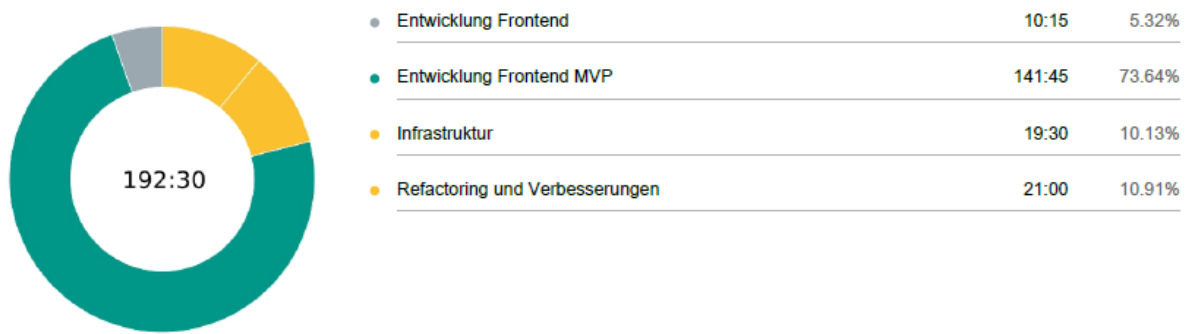 Entwicklung Frontend 10:15 5.32%
Entwicklung Frontend MVP 141:45 73.64%
Infrastruktur 19:30 10.13%
192:30
Refactoring und Verbesserungen 21:00 10.91%